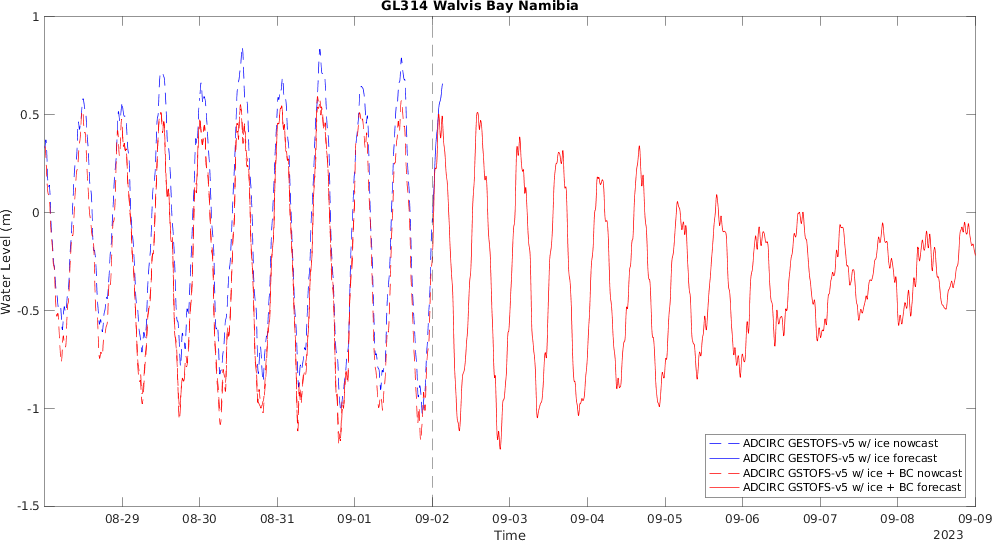 GL314 Walvis Bay Namibia
1
0.5
0
-0.5
-1
-1.5
Water Level (m)
ADCIRC GESTOFS-v5 w/ ice nowcast
ADCIRC GESTOFS-v5 w/ ice forecast
ADCIRC GSTOFS-v5 w/ ice + BC nowcast
ADCIRC GSTOFS-v5 w/ ice + BC forecast
08-29 08-30 08-31 09-01 09-02 09-03 09-04 09-05 09-06 09-07 09-08 09-09
Time
2023